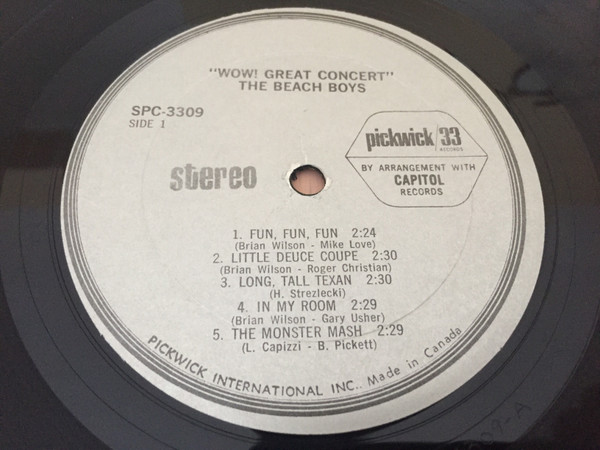 "WOW! GREAT CONCERT"
THE BEACH BOYS
SPC-3309
SIDE 1
stereo
pickwick/33
RECORDS
BY ARRANGEMENT WITH
CAPITOL
RECORDS
1. FUN, FUN, FUN 2:24
(Brian Wilson - Mike Love)
2. LITTLE DEUCE COUPE 2:30
(Brian Wilson - Roger Christian)
3. LONG, TALL TEXAN 2:30
(H. Strezlecki)
4. IN MY ROOM 2:29
(Brian Wilson - Gary Usher)
5. THE MONSTER MASH 2:29
(L. Capizzi - B. Pickett)
PICKWICK INTERNATIONAL INC.. Made in Canada